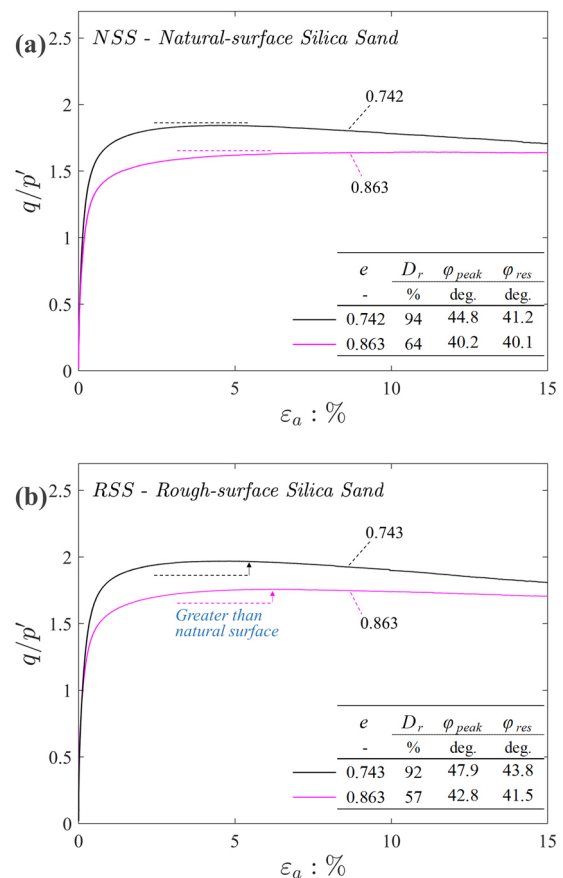 (a)
NSS - Natural-surface Silica Sand
2.5
2
1.5
1
0.5
0
q/p'
0.742
0.863
e D_r φ_peak φ_res
- % deg. deg.
0.742 94 44.8 41.2
0.863 64 40.2 40.1
0 5 10 15
ε_a : %
(b)
RSS - Rough-surface Silica Sand
2.5
2
1.5
1
0.5
0
q/p'
0.743
0.863
Greater than
natural surface
e D_r φ_peak φ_res
- % deg. deg.
0.743 92 47.9 43.8
0.863 57 42.8 41.5
0 5 10 15
ε_a : %